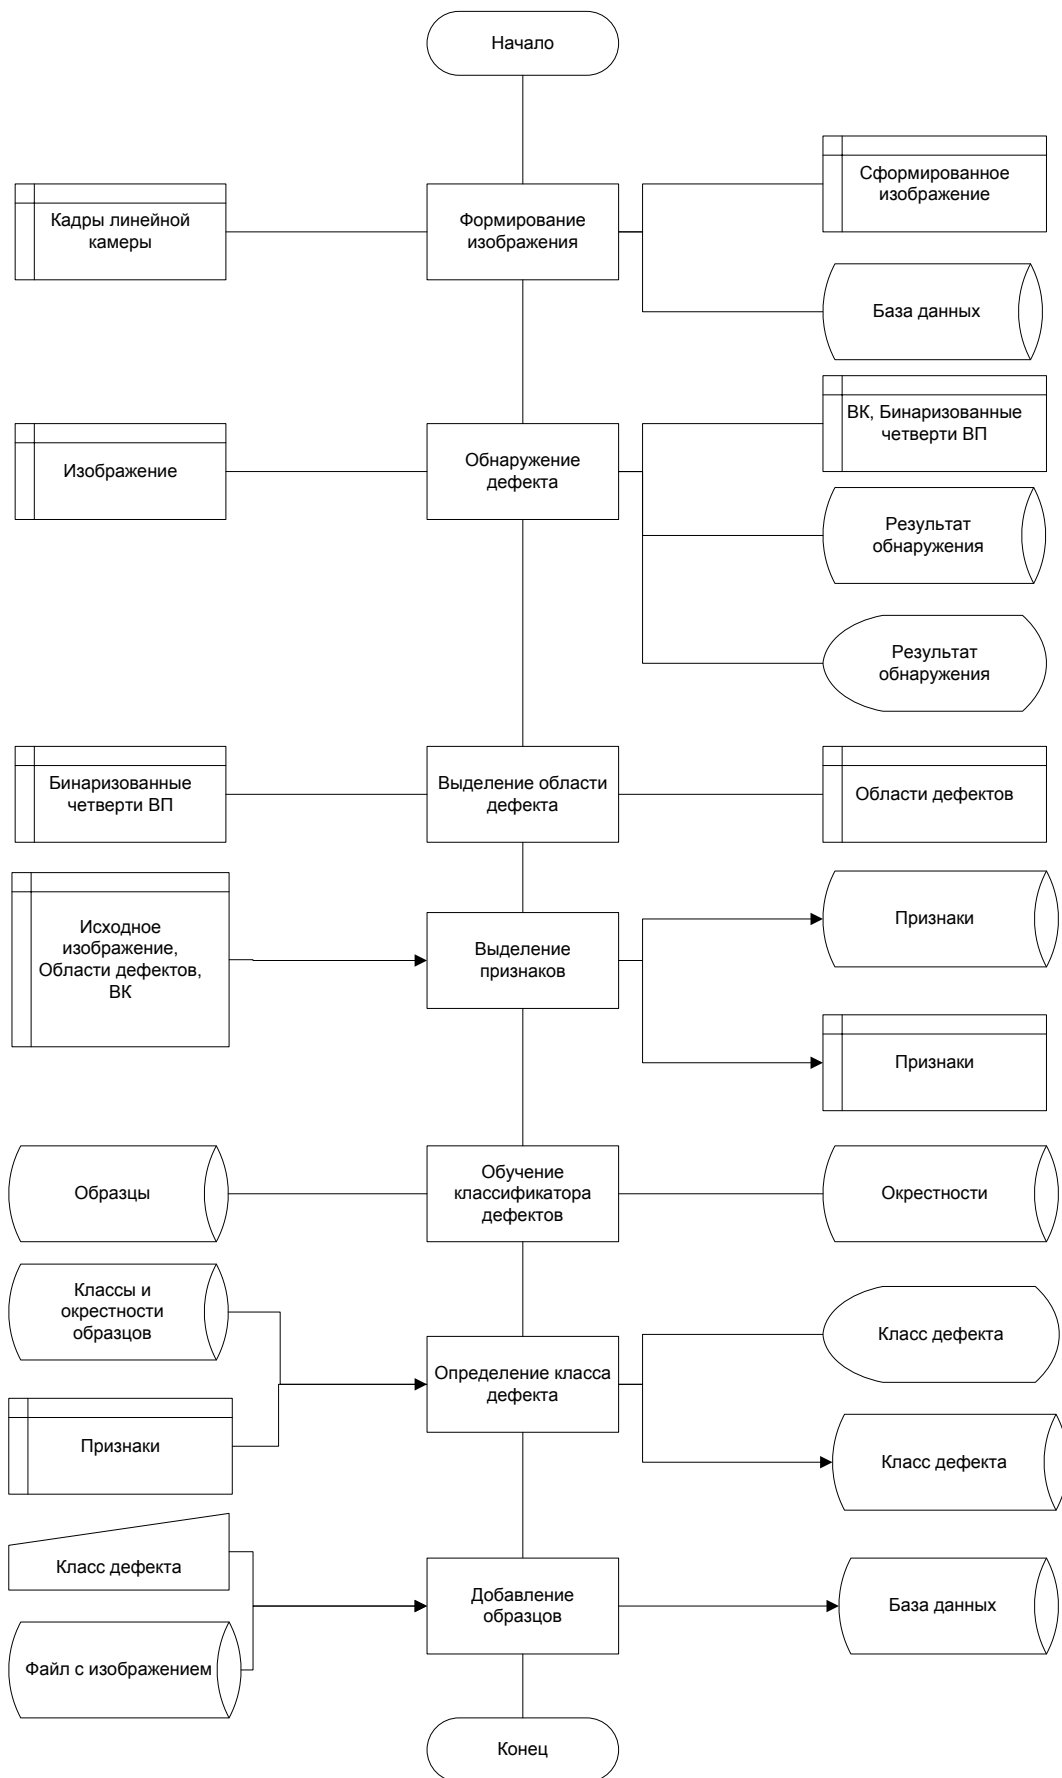 Начало
Кадры линейной
камеры
Формирование
изображения
Сформированное
изображение
База данных
Изображение
Обнаружение
дефекта
ВК, Бинаризованные
четверти ВП
Результат
обнаружения
Результат
обнаружения
Бинаризованные
четверти ВП
Выделение области
дефекта
Области дефектов
Исходное
изображение,
Области дефектов,
ВК
Выделение
признаков
Признаки
Признаки
Образцы
Обучение
классификатора
дефектов
Окрестности
Классы и
окрестности
образцов
Признаки
Определение класса
дефекта
Класс дефекта
Класс дефекта
Класс дефекта
Файл с изображением
Добавление
образцов
База данных
Конец